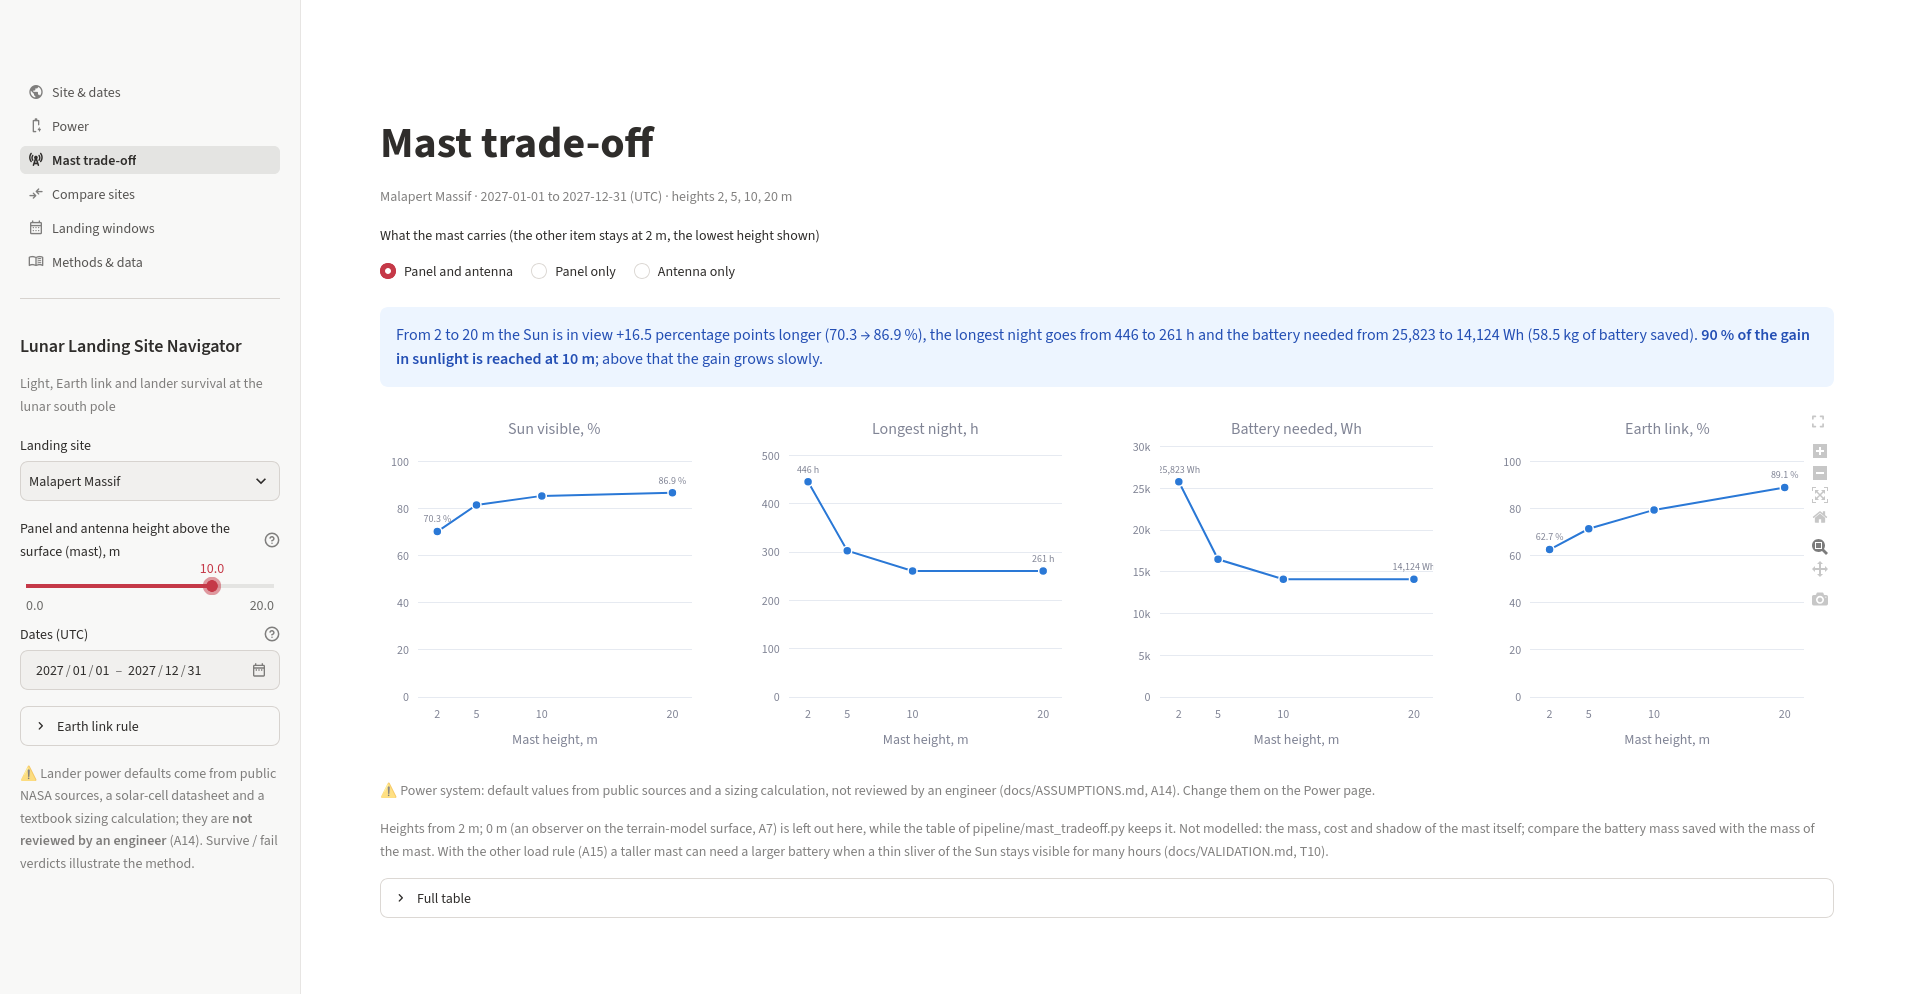 Site & dates
Power
Mast trade-off
Compare sites
Landing windows
Methods & data
Lunar Landing Site Navigator
Light, Earth link and lander survival at the
lunar south pole
Landing site
Malapert Massif
Panel and antenna height above the
surface (mast), m
10.0
0.0 20.0
Dates (UTC)
2027/01/01 – 2027/12/31
Earth link rule
⚠️ Lander power defaults come from public
NASA sources, a solar-cell datasheet and a
textbook sizing calculation; they are not
reviewed by an engineer (A14). Survive / fail
verdicts illustrate the method.
Mast trade-off
Malapert Massif · 2027-01-01 to 2027-12-31 (UTC) · heights 2, 5, 10, 20 m
What the mast carries (the other item stays at 2 m, the lowest height shown)
Panel and antenna Panel only Antenna only
From 2 to 20 m the Sun is in view +16.5 percentage points longer (70.3 → 86.9 %), the longest night goes from 446 to 261 h and the battery needed from 25,823 to 14,124 Wh (58.5 kg of battery saved). 90 % of the gain
in sunlight is reached at 10 m; above that the gain grows slowly.
Sun visible, %
100
80
60
40
20
0
70.3 %
86.9 %
2 5 10 20
Mast height, m
Longest night, h
500
400
300
200
100
0
446 h
261 h
2 5 10 20
Mast height, m
Battery needed, Wh
30k
25k
20k
15k
10k
5k
0
25,823 Wh
14,124 Wh
2 5 10 20
Mast height, m
Earth link, %
100
80
60
40
20
0
62.7 %
89.1 %
2 5 10 20
Mast height, m
⚠️ Power system: default values from public sources and a sizing calculation, not reviewed by an engineer (docs/ASSUMPTIONS.md, A14). Change them on the Power page.
Heights from 2 m; 0 m (an observer on the terrain-model surface, A7) is left out here, while the table of pipeline/mast_tradeoff.py keeps it. Not modelled: the mass, cost and shadow of the mast itself; compare the battery mass saved with the mass of
the mast. With the other load rule (A15) a taller mast can need a larger battery when a thin sliver of the Sun stays visible for many hours (docs/VALIDATION.md, T10).
Full table